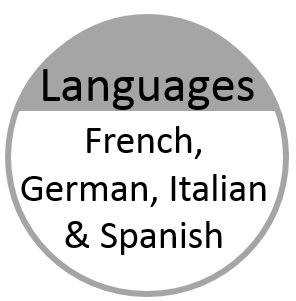 Languages
French,
German, Italian
& Spanish